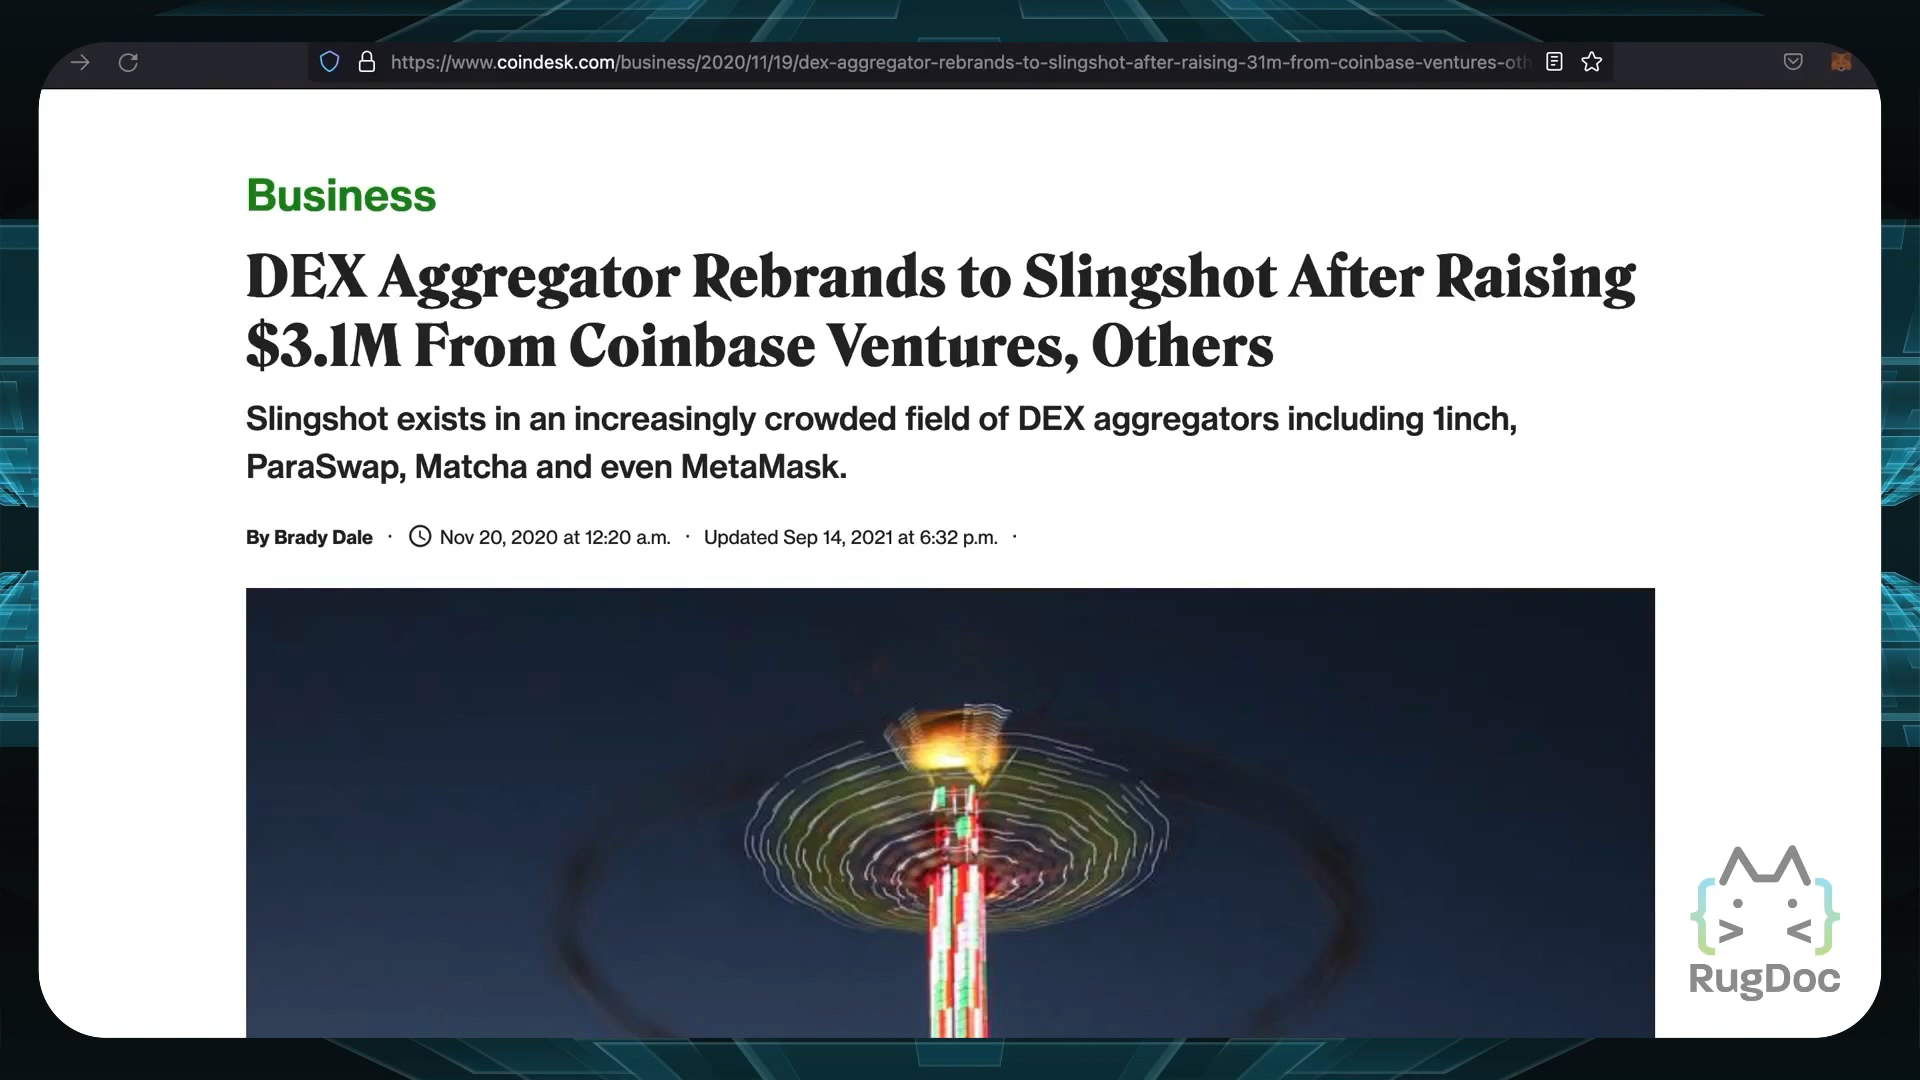 https://www.coindesk.com/business/2020/11/19/dex-aggregator-rebrands-to-slingshot-after-raising-31m-from-coinbase-ventures-oth
Business
DEX Aggregator Rebrands to Slingshot After Raising
$3.1M From Coinbase Ventures, Others
Slingshot exists in an increasingly crowded field of DEX aggregators including 1inch,
ParaSwap, Matcha and even MetaMask.
By Brady Dale · Nov 20, 2020 at 12:20 a.m. · Updated Sep 14, 2021 at 6:32 p.m. ·
RugDoc